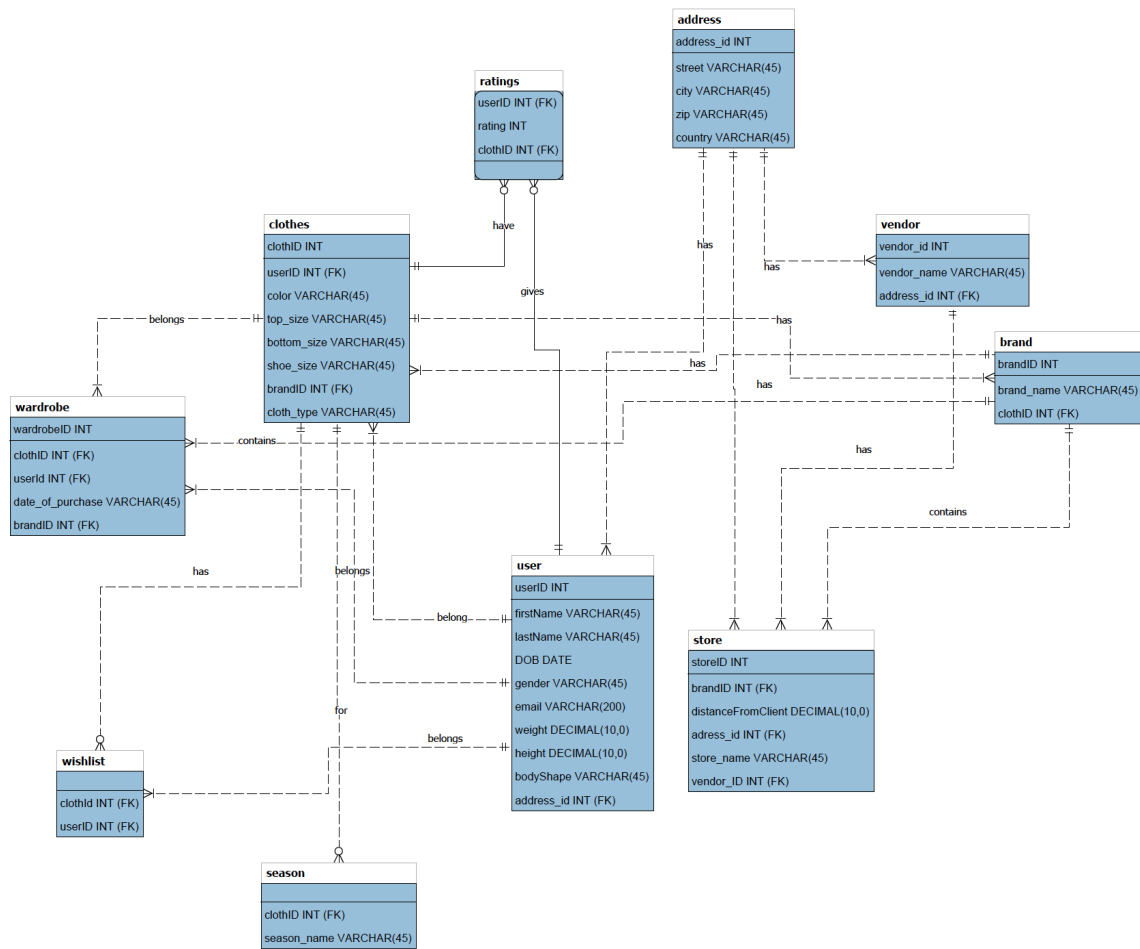 address
address_id INT
street VARCHAR(45)
city VARCHAR(45)
zip VARCHAR(45)
country VARCHAR(45)
ratings
userID INT (FK)
rating INT
clothID INT (FK)
have
gives
has
has
clothes
clothID INT
userID INT (FK)
color VARCHAR(45)
top_size VARCHAR(45)
bottom_size VARCHAR(45)
shoe_size VARCHAR(45)
brandID INT (FK)
cloth_type VARCHAR(45)
vendor
vendor_id INT
vendor_name VARCHAR(45)
address_id INT (FK)
belongs
has
has
has
brand
brandID INT
brand_name VARCHAR(45)
clothID INT (FK)
wardrobe
wardrobeID INT
clothID INT (FK)
userId INT (FK)
date_of_purchase VARCHAR(45)
brandID INT (FK)
contains
has
contains
has
belongs
belong
user
userID INT
firstName VARCHAR(45)
lastName VARCHAR(45)
DOB DATE
gender VARCHAR(45)
email VARCHAR(200)
weight DECIMAL(10,0)
height DECIMAL(10,0)
bodyShape VARCHAR(45)
address_id INT (FK)
store
storeID INT
brandID INT (FK)
distanceFromClient DECIMAL(10,0)
adress_id INT (FK)
store_name VARCHAR(45)
vendor_ID INT (FK)
for
belongs
wishlist
clothId INT (FK)
userID INT (FK)
season
clothID INT (FK)
season_name VARCHAR(45)